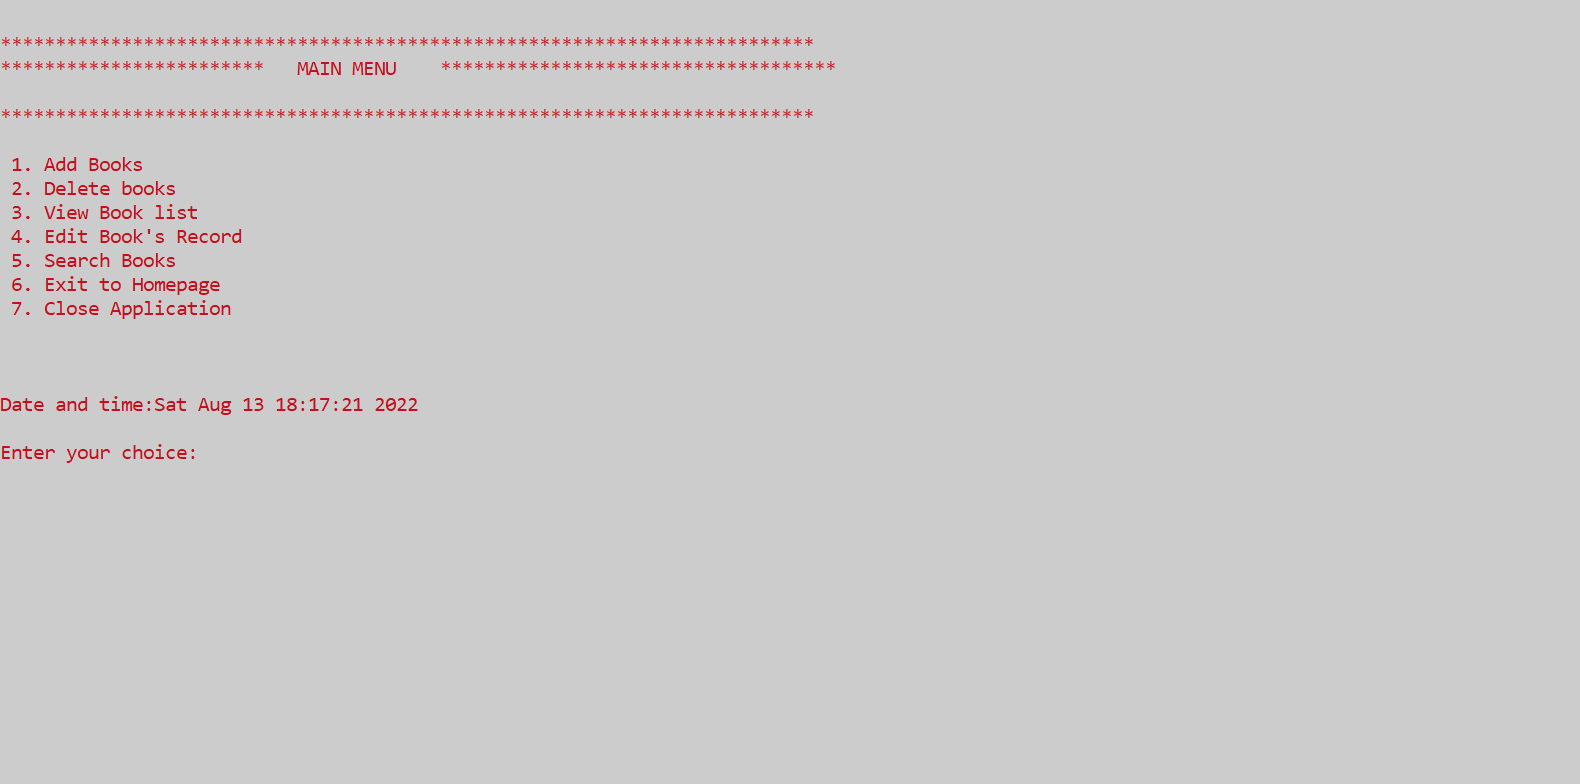 **************************************************************************
************************   MAIN MENU    ************************************
**************************************************************************
1. Add Books
2. Delete books
3. View Book list
4. Edit Book's Record
5. Search Books
6. Exit to Homepage
7. Close Application
Date and time:Sat Aug 13 18:17:21 2022
Enter your choice: